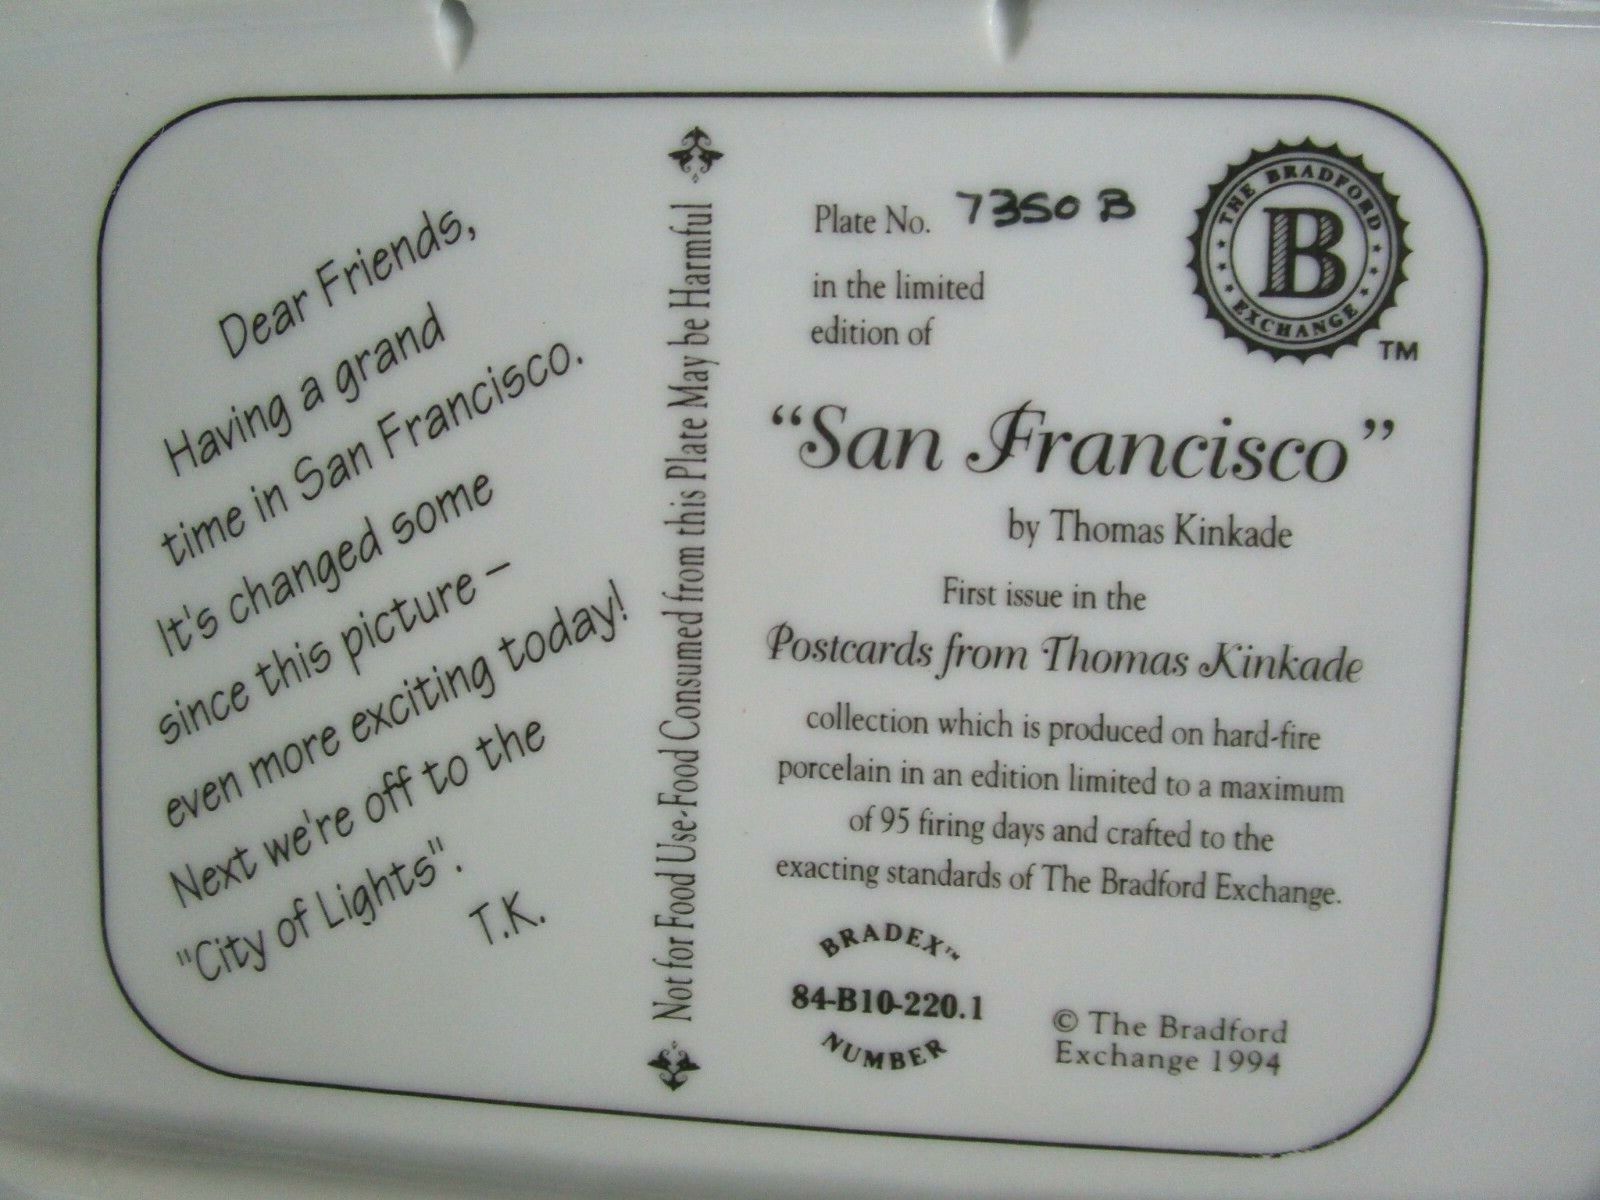 Dear Friends,
Having a grand
time in San Francisco.
It's changed some
since this picture –
even more exciting today!
Next we're off to the
"City of Lights".
T.K.
Not for Food Use-Food Consumed from this Plate May be Harmful
Plate No. 7350 B
in the limited
edition of
THE BRADFORD
B
EXCHANGE
TM
“San Francisco”
by Thomas Kinkade
First issue in the
Postcards from Thomas Kinkade
collection which is produced on hard-fire
porcelain in an edition limited to a maximum
of 95 firing days and crafted to the
exacting standards of The Bradford Exchange.
BRADEX™
84-B10-220.1
NUMBER
© The Bradford
Exchange 1994